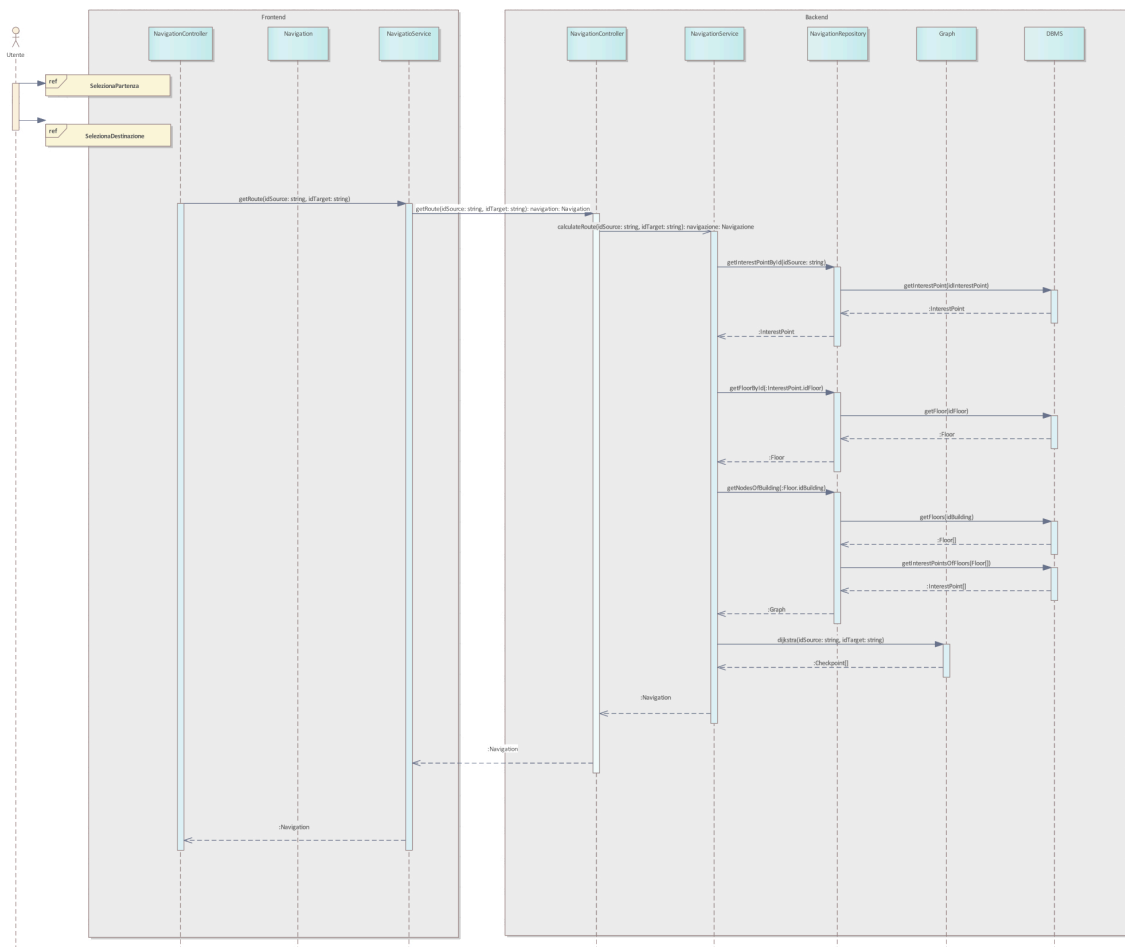 Frontend
Backend
NavigationController
Navigation
NavigatioService
NavigationController
NavigationService
NavigationRepository
Graph
DBMS
Utente
ref
SelezionaPartenza
ref
SelezionaDestinazione
getRoute(idSource: string, idTarget: string)
getRoute(idSource: string, idTarget: string): navigation: Navigation
calculateRoute(idSource: string, idTarget: string): navigazione: Navigazione
getInterestPointById(idSource: string)
getInterestPoint(idInterestPoint)
:InterestPoint
:InterestPoint
getFloorById(:InterestPoint.idFloor)
getFloor(idFloor)
:Floor
:Floor
getNodesOfBuilding(:Floor.idBuilding)
getFloors(idBuilding)
:Floor[]
getInterestPointsOfFloors(Floor[])
:InterestPoint[]
:Graph
dijkstra(idSource: string, idTarget: string)
:Checkpoint[]
:Navigation
:Navigation
:Navigation